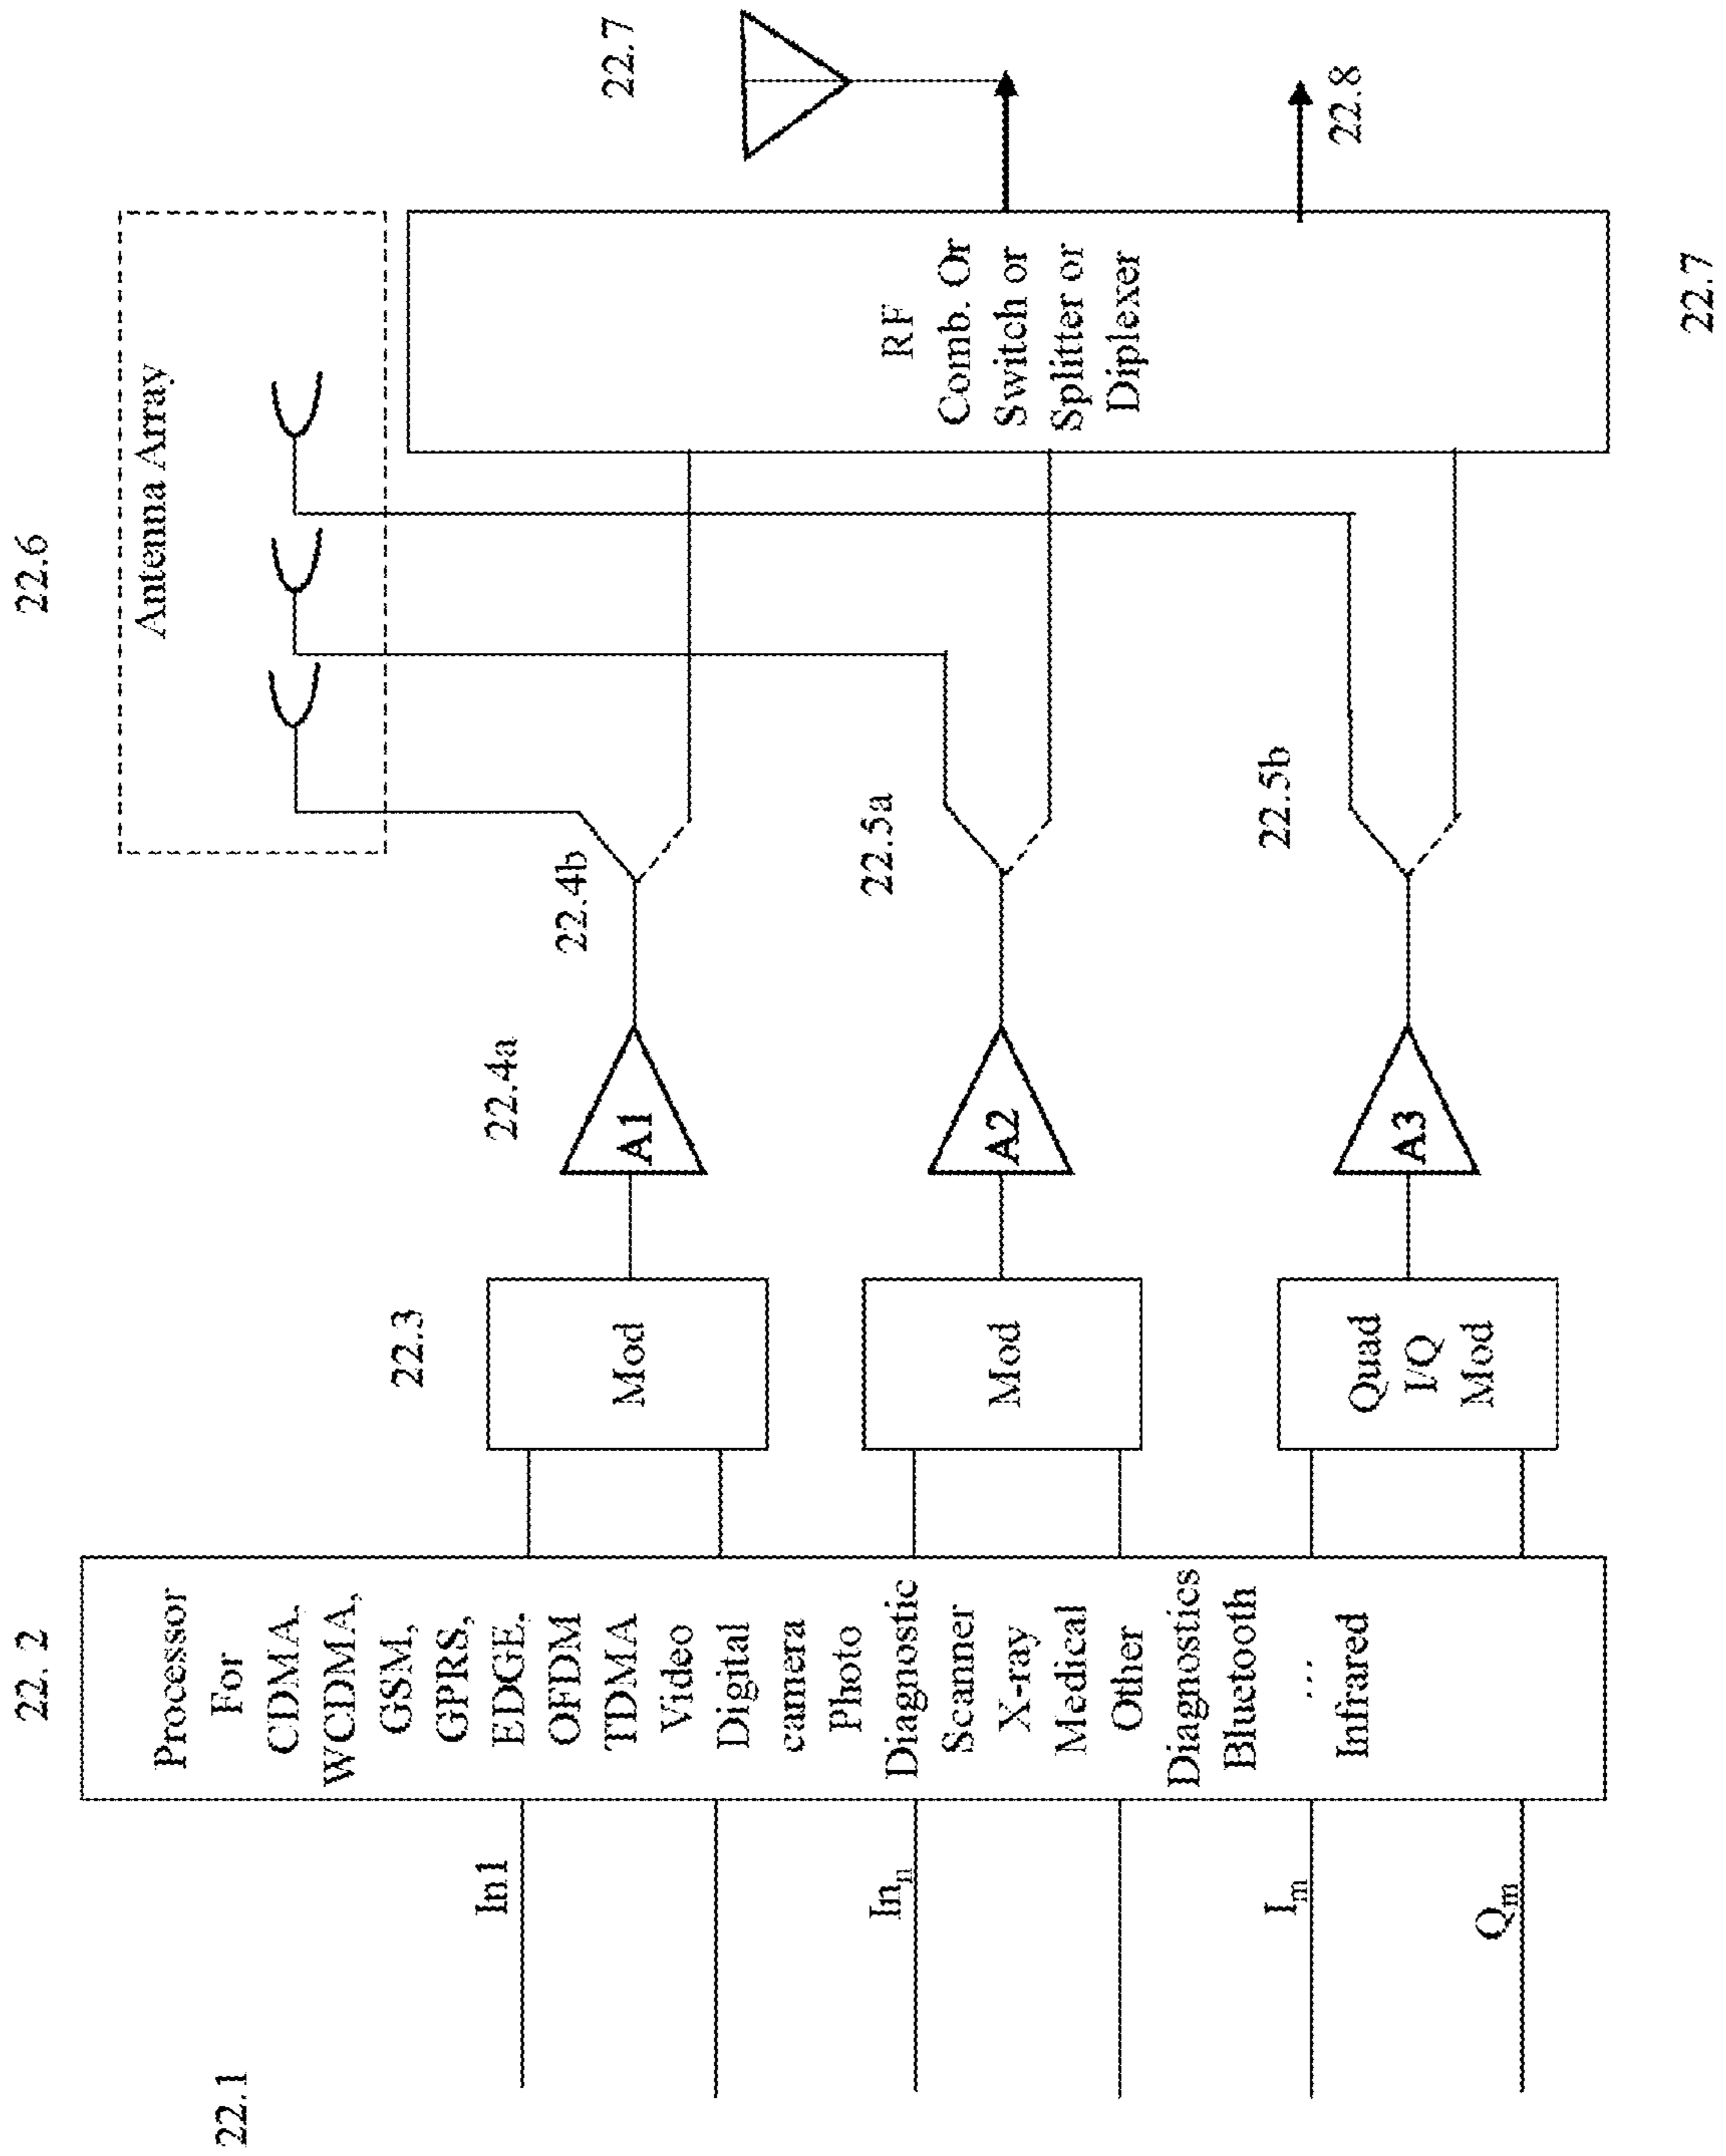 22.1
22. 2
Processor
For
CDMA.
WCDMA,
GSM,
GPRS,
EDGE.
OFDM
TDMA
Video
Digital
camera
Photo
Diagnostic
Scanner
X-ray
Medical
Other
Diagnostics
Bluetooth
...
Infrared
In1
Inn
Im
Qm
22.3
Mod
Mod
Quad
I/Q
Mod
22.4a
A1
A2
A3
22.4b
22.5a
22.5b
22.6
Antenna Array
RF
Comb. Or
Switch or
Splitter or
Diplexer
22.7
22.7
22.8